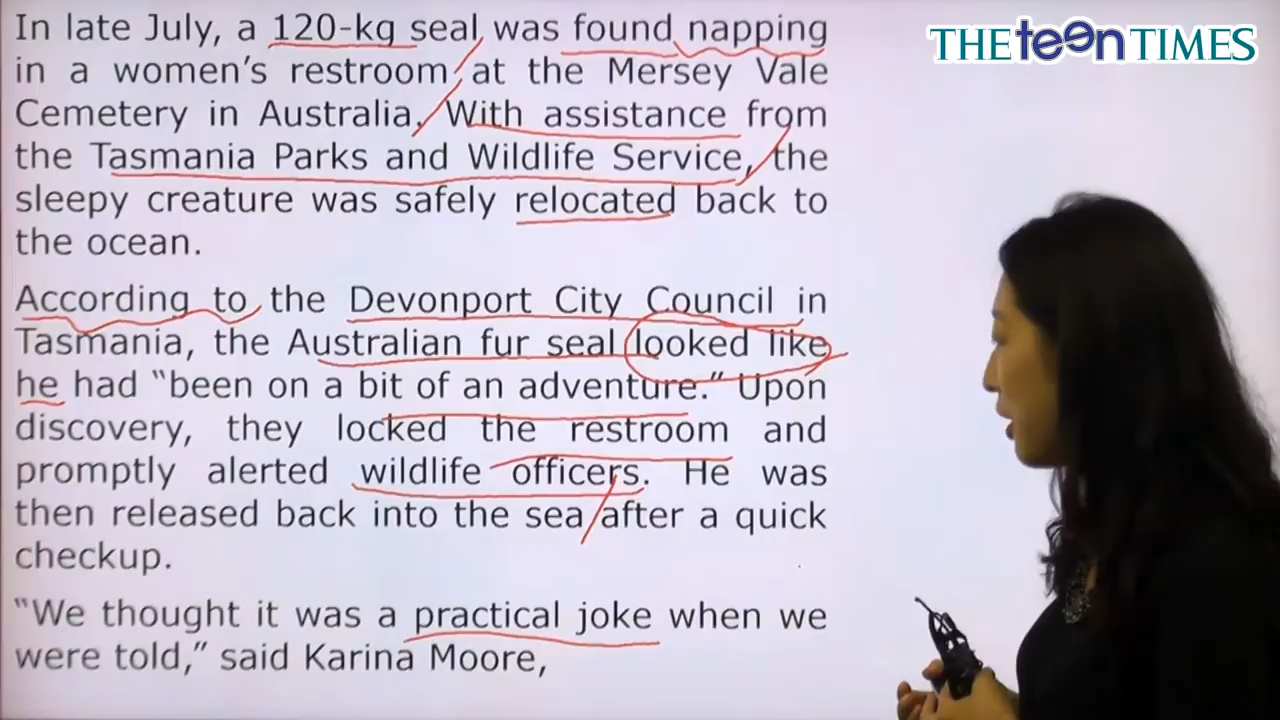 In late July, a 120-kg seal was found napping
in a women's restroom at the Mersey Vale
Cemetery in Australia. With assistance from
the Tasmania Parks and Wildlife Service, the
sleepy creature was safely relocated back to
the ocean.
According to the Devonport City Council in
Tasmania, the Australian fur seal looked like
he had “been on a bit of an adventure.” Upon
discovery, they locked the restroom and
promptly alerted wildlife officers. He was
then released back into the sea after a quick
checkup.
“We thought it was a practical joke when we
were told,” said Karina Moore,
THE teen TIMES